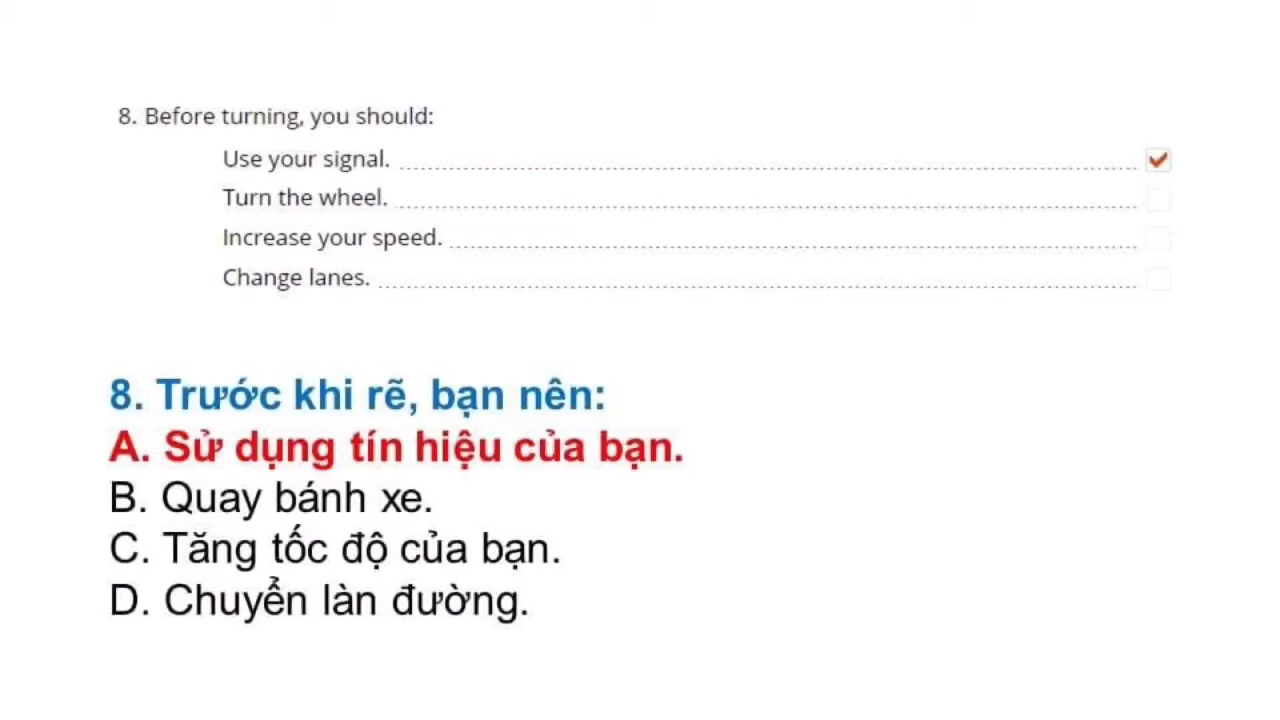 8. Before turning, you should:
Use your signal.
Turn the wheel.
Increase your speed.
Change lanes.
8. Trước khi rẽ, bạn nên:
A. Sử dụng tín hiệu của bạn.
B. Quay bánh xe.
C. Tăng tốc độ của bạn.
D. Chuyển làn đường.